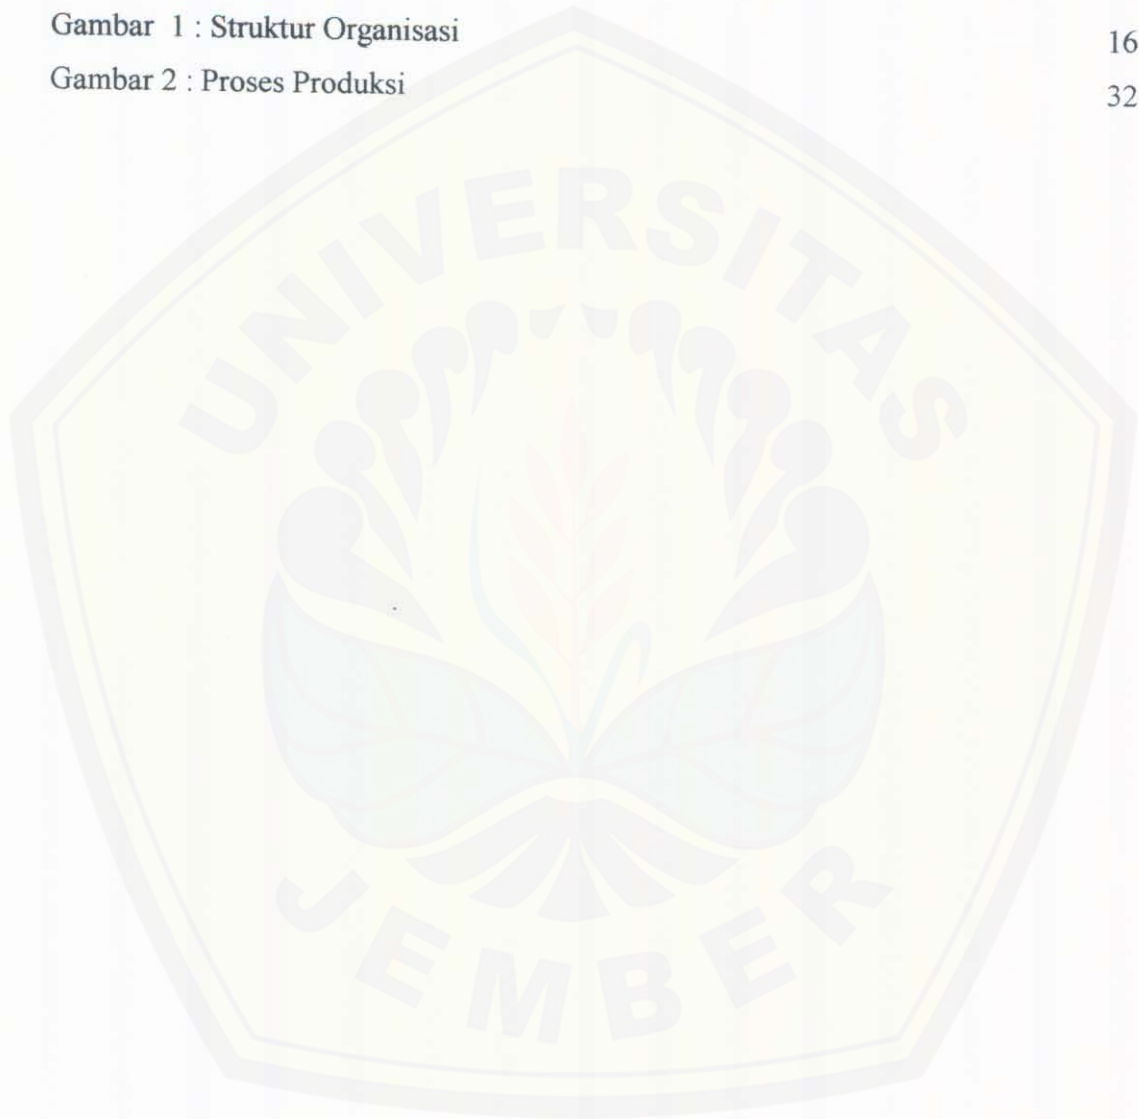 Gambar 1 : Struktur Organisasi 16
Gambar 2 : Proses Produksi 32
UNIVERSITAS
JEMBER